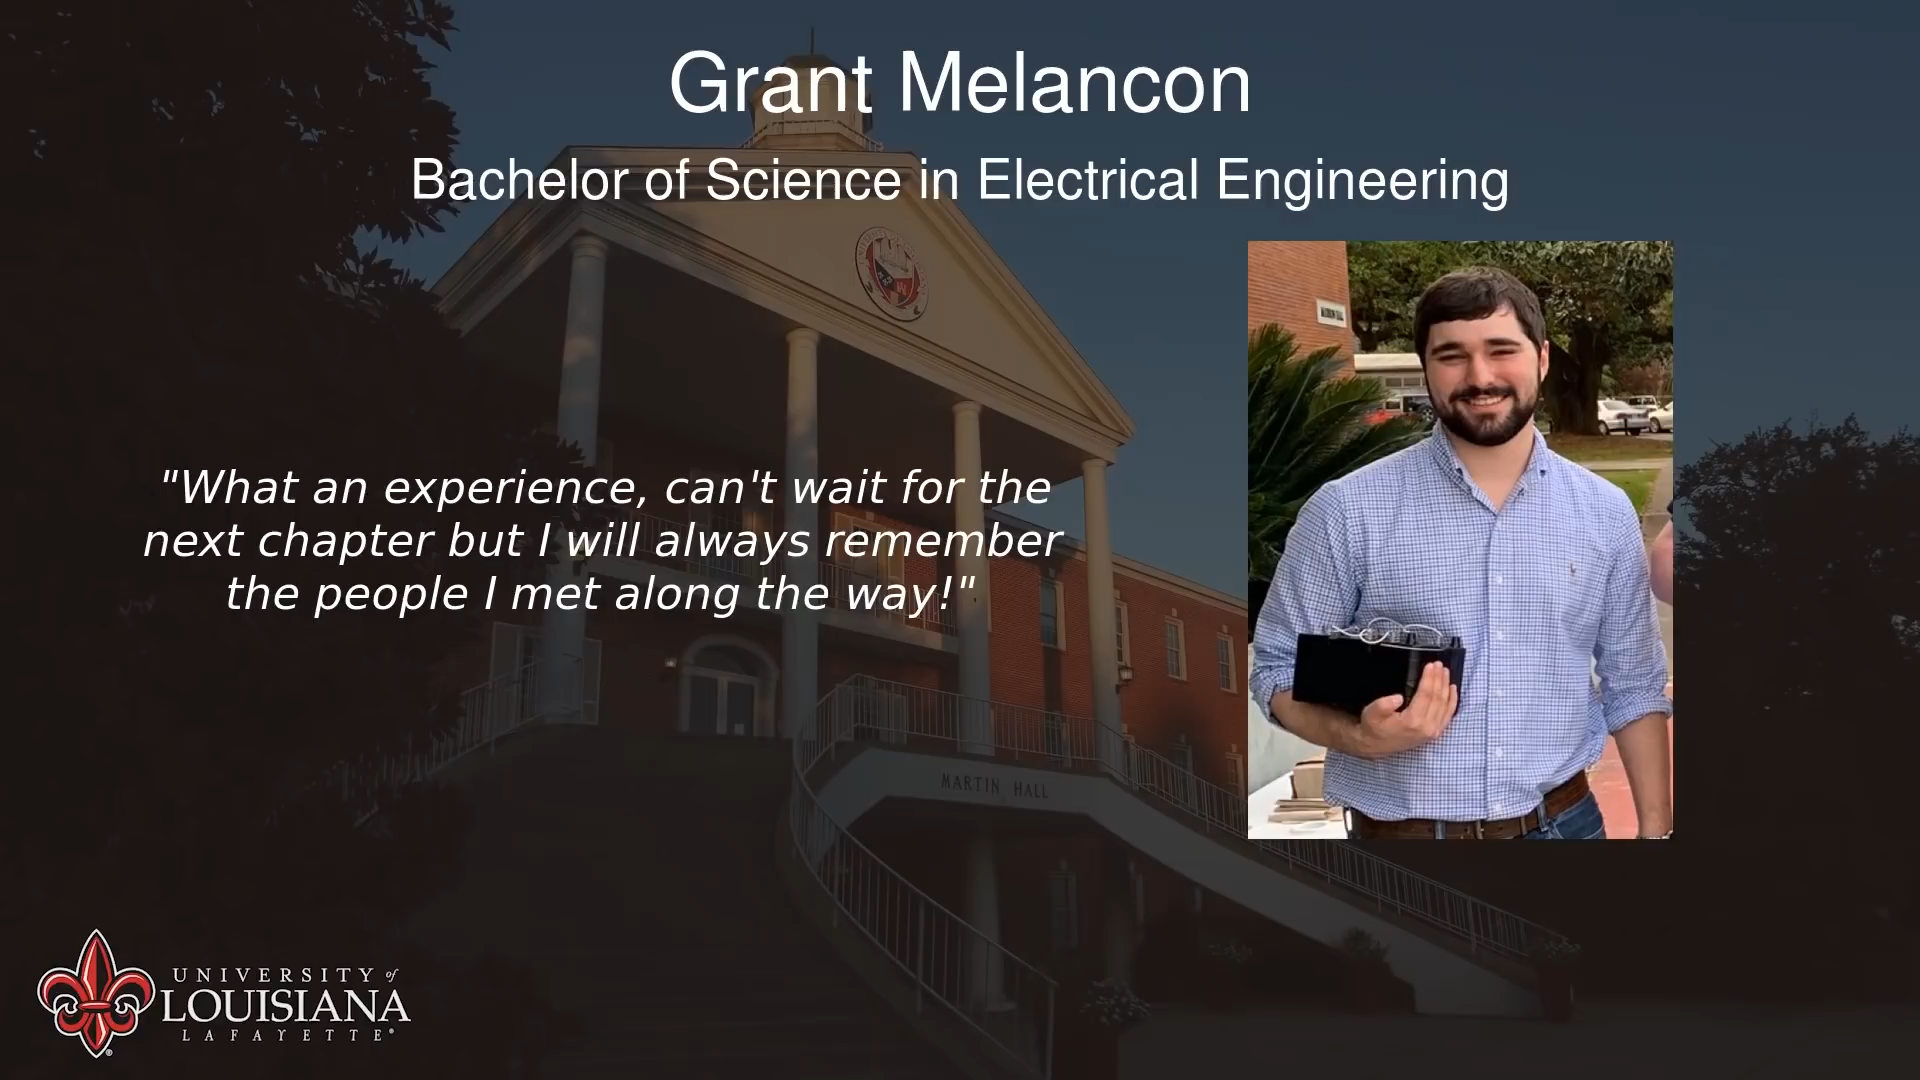 Grant Melancon
Bachelor of Science in Electrical Engineering
"What an experience, can't wait for the
next chapter but I will always remember
the people I met along the way!"
MARTIN HALL
UNIVERSITY of
LOUISIANA
LAFAYETTE®